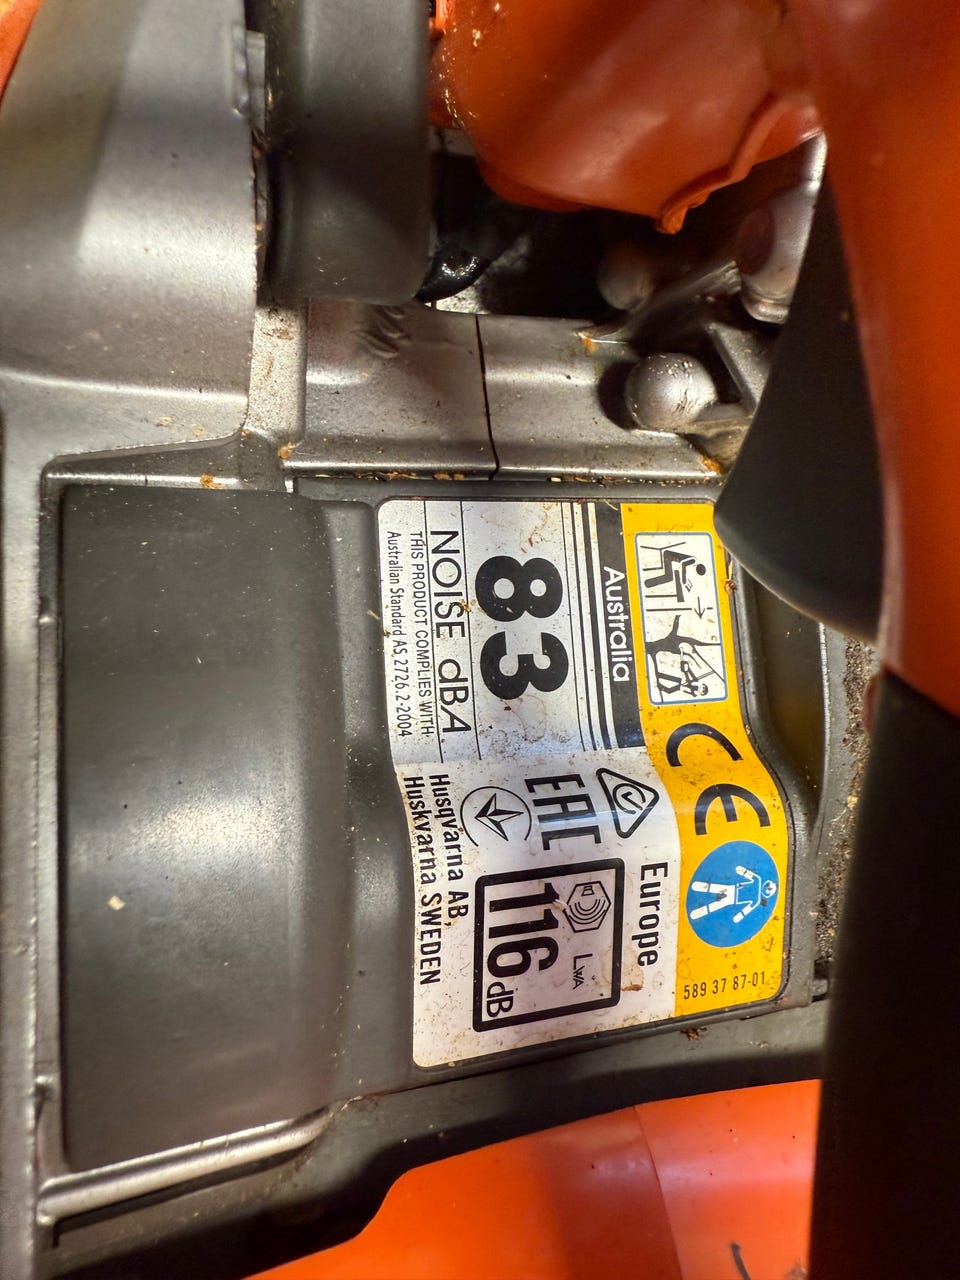 Australia
83
NOISE dBA
THIS PRODUCT COMPLIES WITH
Australian Standard AS 2726.2-2004
CE
589 37 87-01
Europe
EAC
LWA
116 dB
Husqvarna AB,
Huskvarna SWEDEN